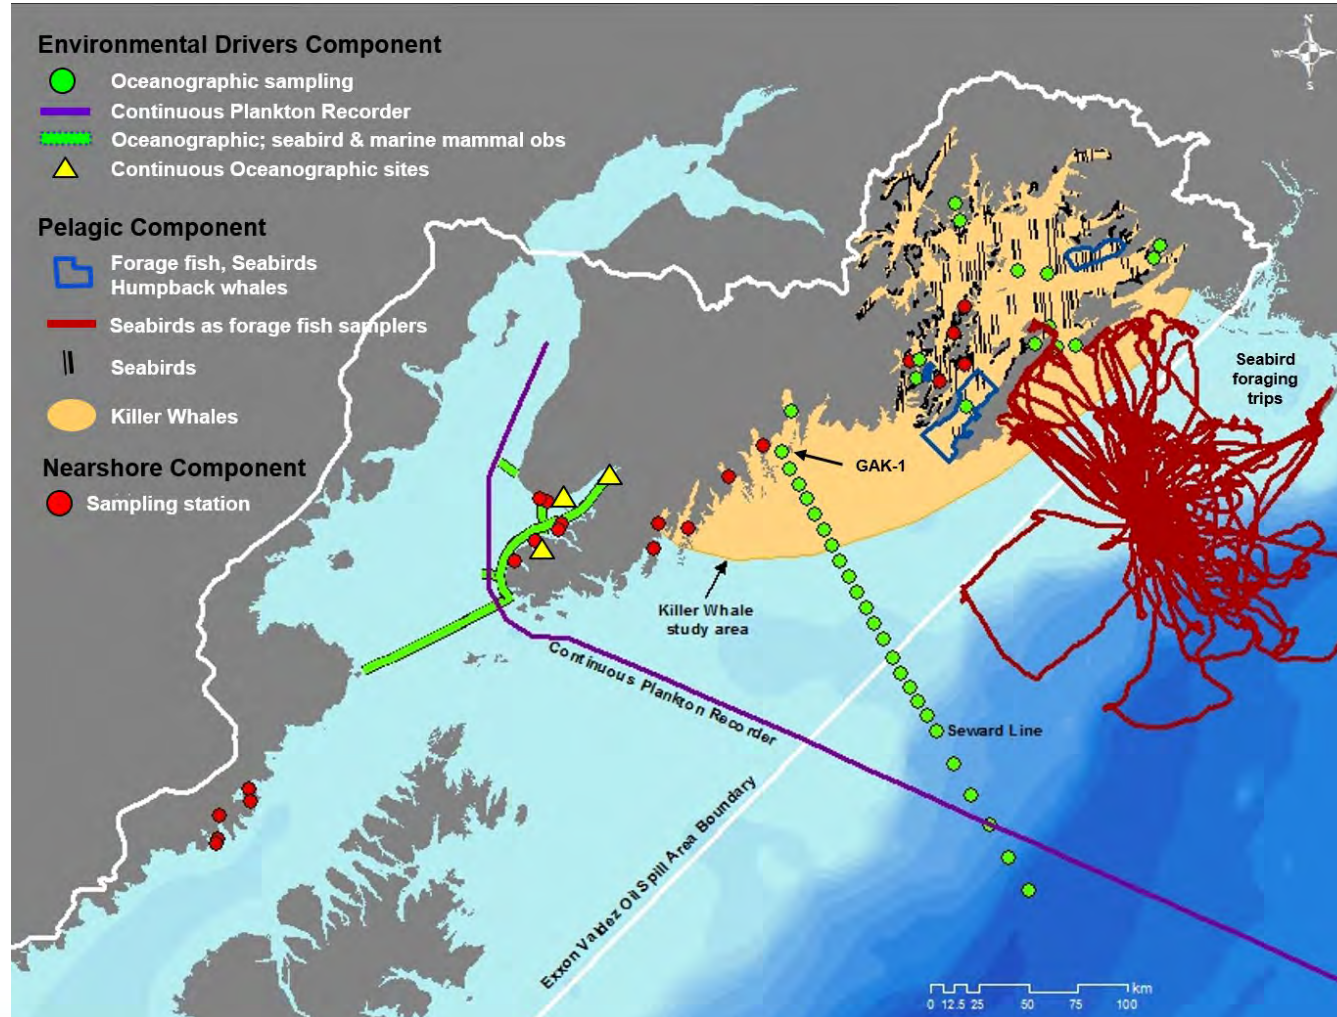 Environmental Drivers Component
Oceanographic sampling
Continuous Plankton Recorder
Oceanographic; seabird & marine mammal obs
Continuous Oceanographic sites
Pelagic Component
Forage fish, Seabirds
Humpback whales
Seabirds as forage fish samplers
Seabirds
Killer Whales
Nearshore Component
Sampling station
N
W
E
S
Seabird
foraging
trips
GAK-1
Killer Whale
study area
Continuous Plankton Recorder
Seward Line
Exxon Valdez Oil Spill Area Boundary
km
0 12.5 25 50 75 100